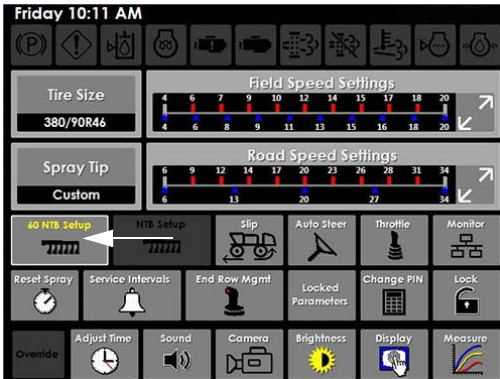 Friday 10:11 AM
(P)
Tire Size
380/90R46
Field Speed Settings
4 6 7 9 10 12 14 15 17 18 20
4 6 8 9 11 13 15 16 18 20
Spray Tip
Custom
Road Speed Settings
6 9 12 14 17 20 23 26 28 31 34
6 13 20 27 34
60 NTB Setup
NTB Setup
Slip
Auto Steer
Throttle
Monitor
Reset Spray
Service Intervals
End Row Mgmt
Locked
Parameters
Change PIN
Lock
Override
Adjust Time
Sound
Camera
Brightness
Display
Measure